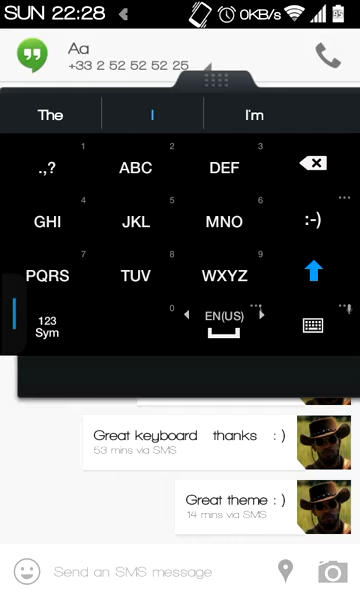 SUN 22:28
0KB/s
Aa
+33 2 52 52 52 25
The I I'm
1 2 3
.,? ABC DEF
4 5 6
GHI JKL MNO :-)
7 8 9
PQRS TUV WXYZ
0
123 EN(US)
Sym
Great keyboard thanks :)
53 mins via SMS
Great theme :)
14 mins via SMS
Send an SMS message